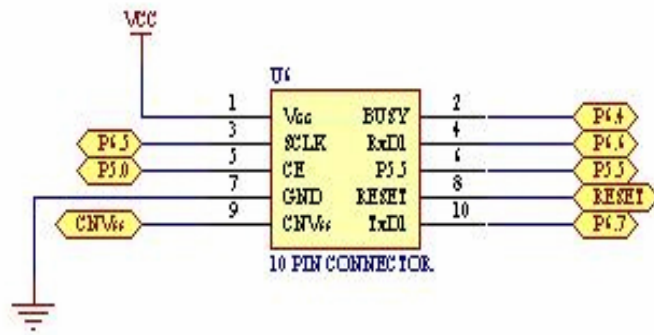 VCC
U6
1 Vcc BUSY 2 P6.4
P6.5 3 SCLK RxD1 4 P6.6
P5.0 5 CE P5.5 6 P5.5
7 GND RESET 8 RESET
CNVss 9 CNVss TxD1 10 P6.7
10 PIN CONNECTOR